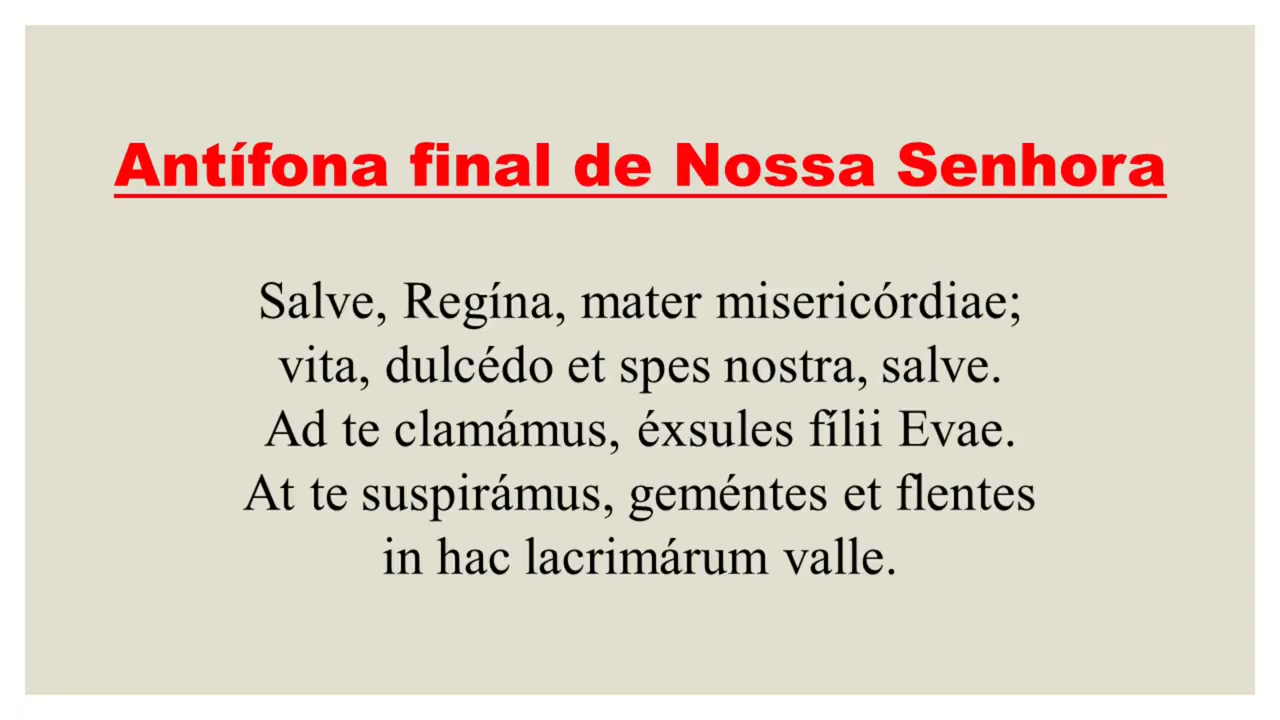 Antífona final de Nossa Senhora
Salve, Regína, mater misericórdiae;
vita, dulcédo et spes nostra, salve.
Ad te clamámus, éxsules fílii Evae.
At te suspirámus, geméntes et flentes
in hac lacrimárum valle.